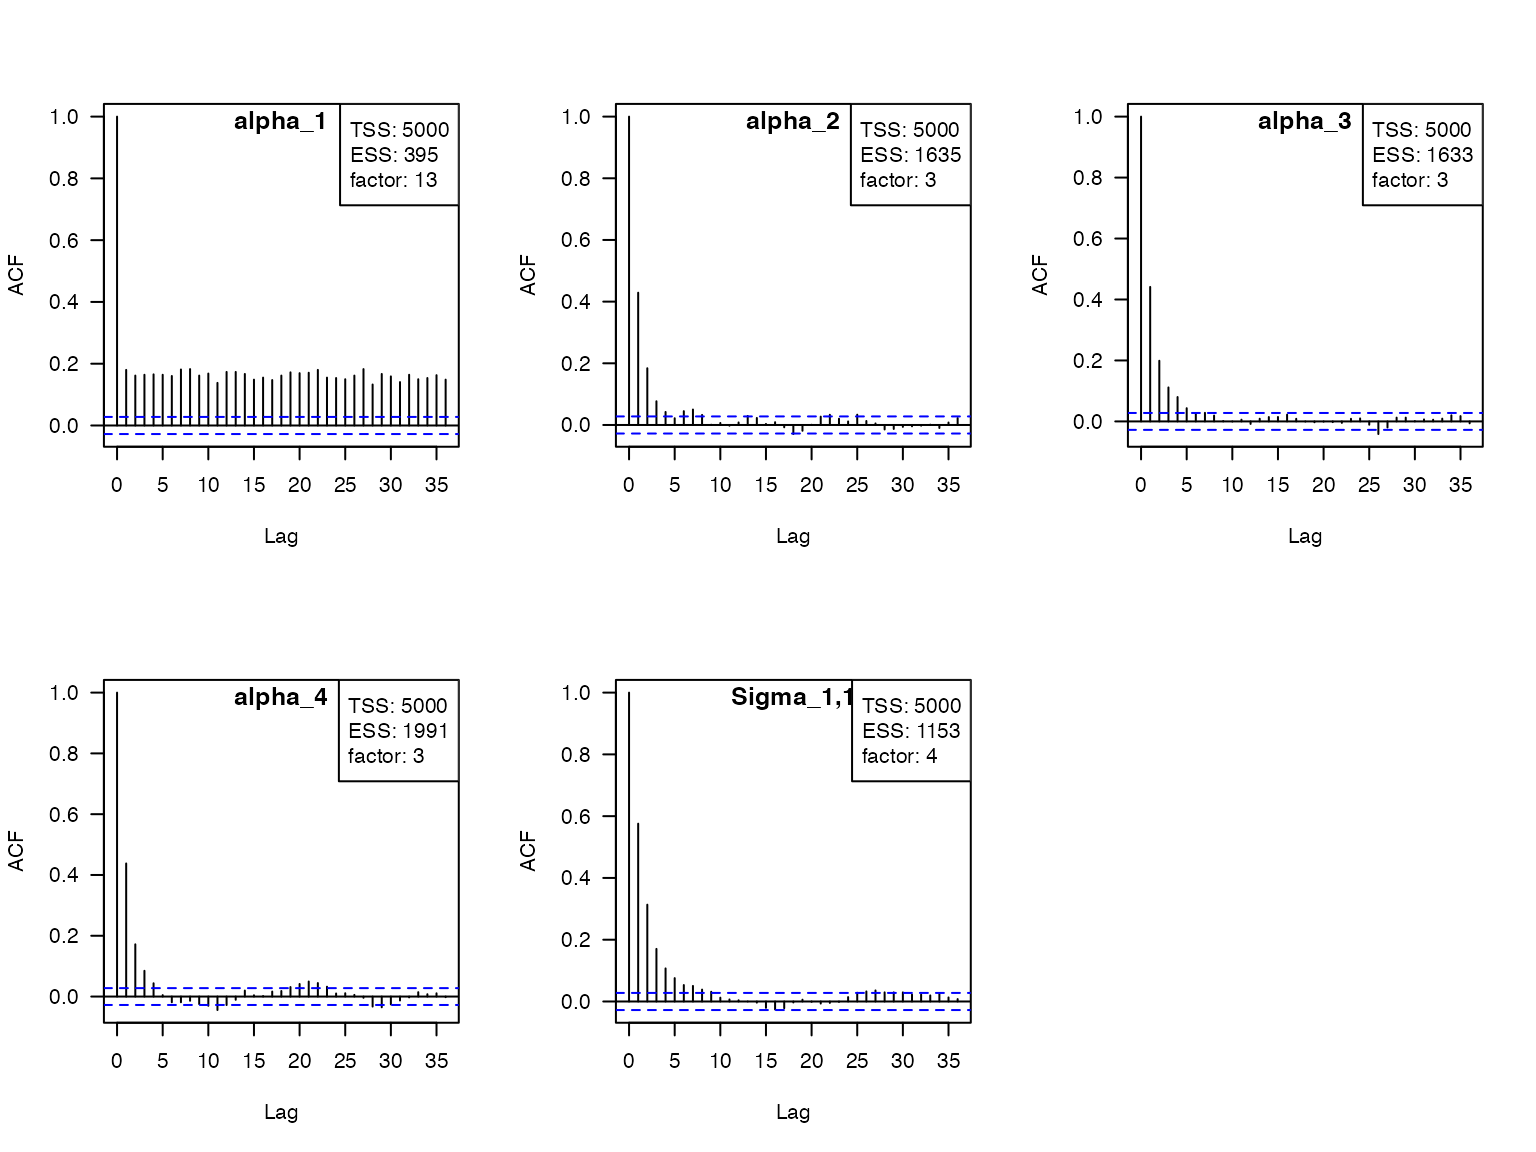 alpha_1
TSS: 5000
ESS: 395
factor: 13
1.0
0.8
0.6
0.4
0.2
0.0
ACF
0 5 10 15 20 25 30 35
Lag
alpha_2
TSS: 5000
ESS: 1635
factor: 3
1.0
0.8
0.6
0.4
0.2
0.0
ACF
0 5 10 15 20 25 30 35
Lag
alpha_3
TSS: 5000
ESS: 1633
factor: 3
1.0
0.8
0.6
0.4
0.2
0.0
ACF
0 5 10 15 20 25 30 35
Lag
alpha_4
TSS: 5000
ESS: 1991
factor: 3
1.0
0.8
0.6
0.4
0.2
0.0
ACF
0 5 10 15 20 25 30 35
Lag
Sigma_1,1
TSS: 5000
ESS: 1153
factor: 4
1.0
0.8
0.6
0.4
0.2
0.0
ACF
0 5 10 15 20 25 30 35
Lag